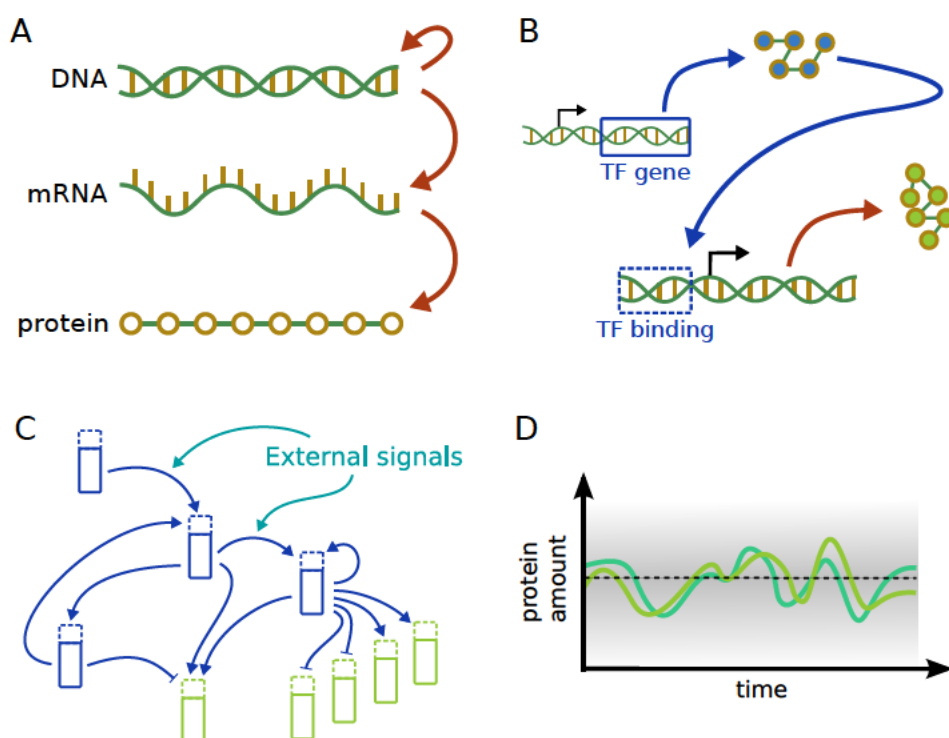 A
DNA
mRNA
protein
B
TF gene
TF binding
C
External signals
D
protein
amount
time